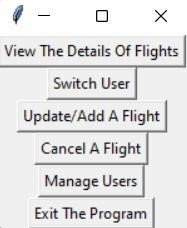 View The Details Of Flights
Switch User
Update/Add A Flight
Cancel A Flight
Manage Users
Exit The Program